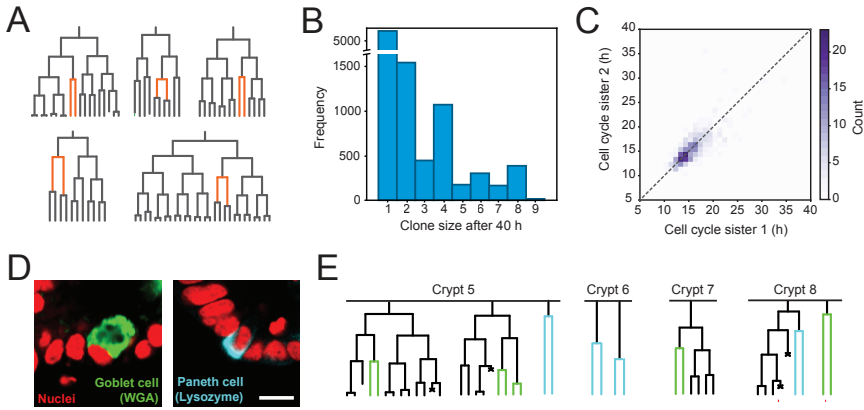 A
B
Frequency
5000
1500
1000
500
0
1 2 3 4 5 6 7 8 9
Clone size after 40 h
C
Cell cycle sister 2 (h)
40
35
30
25
20
15
10
5
5 10 15 20 25 30 35 40
Cell cycle sister 1 (h)
20
15
10
5
0
Count
D
Nuclei
Goblet cell
(WGA)
Paneth cell
(Lysozyme)
E
Crypt 5
Crypt 6
Crypt 7
Crypt 8